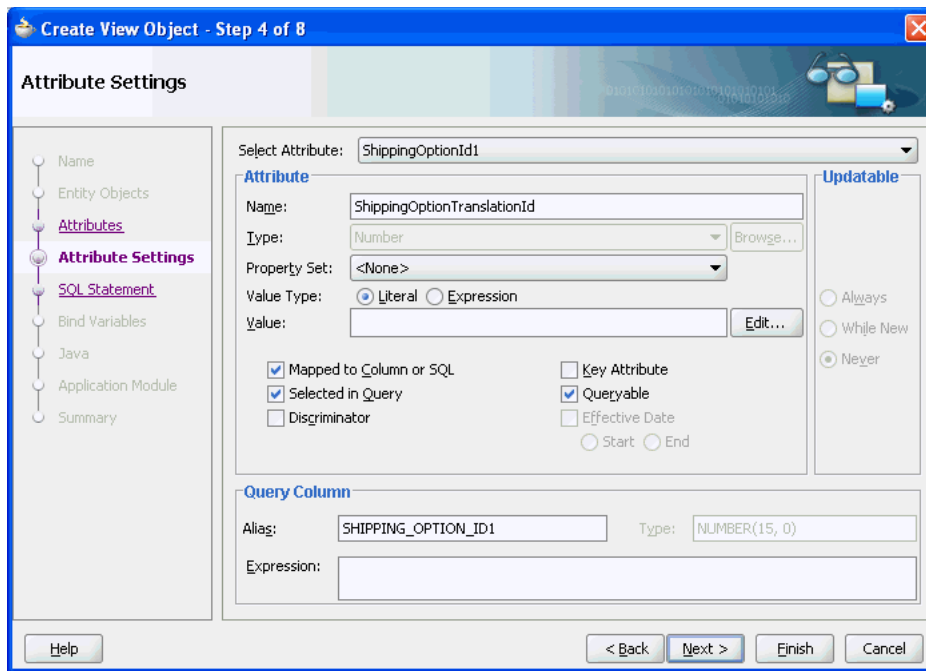 Create View Object - Step 4 of 8
Attribute Settings
Name
Entity Objects
Attributes
Attribute Settings
SQL Statement
Bind Variables
Java
Application Module
Summary
Select Attribute: ShippingOptionId1
Attribute
Name: ShippingOptionTranslationId
Type: Number Browse...
Property Set: <None>
Value Type: Literal Expression
Value: Edit...
Mapped to Column or SQL Key Attribute
Selected in Query Queryable
Discriminator Effective Date
Start End
Updatable
Always
While New
Never
Query Column
Alias: SHIPPING_OPTION_ID1 Type: NUMBER(15, 0)
Expression:
Help < Back Next > Finish Cancel